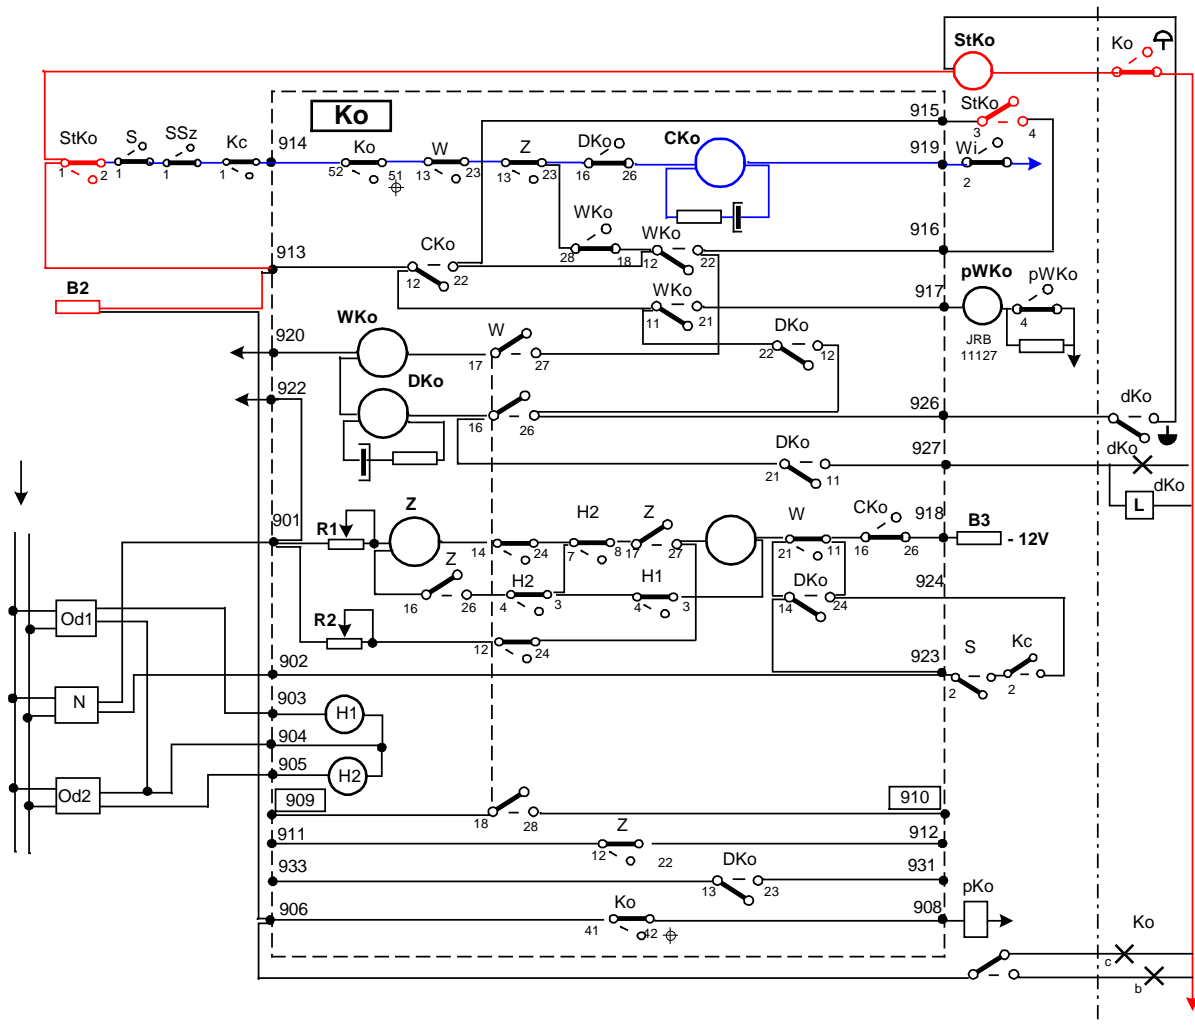 StKo
Ko
Ko
915
StKo
3
4
StKo
S
SSz
Kc
914
Ko
W
Z
DKo
CKo
919
Wi
1
2
1
1
1
52
51
13
23
13
23
16
26
2
913
CKo
WKo
WKo
916
12
22
28
18
12
22
B2
WKo
917
pWKo
pWKo
11
21
4
920
WKo
W
DKo
JRB
11127
17
27
22
12
922
DKo
926
dKo
16
26
DKo
927
dKo
21
11
dKo
L
901
R1
Z
H2
Z
W
CKo
918
B3
- 12V
14
24
7
8
17
27
21
11
16
26
Z
H2
H1
DKo
924
16
26
4
3
4
3
14
24
Od1
R2
12
24
902
923
S
Kc
2
2
N
903
H1
904
905
H2
Od2
909
910
18
28
911
Z
912
12
22
933
DKo
931
13
23
906
Ko
908
pKo
41
42
Ko
c
b